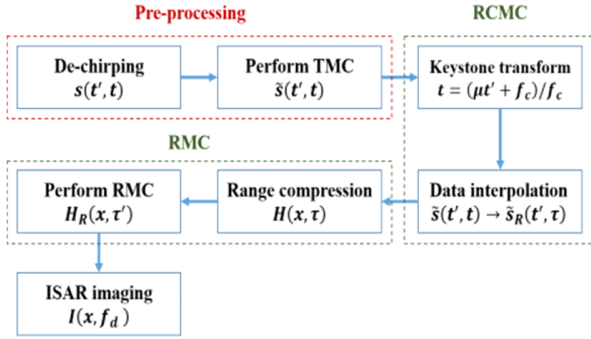 Pre-processing
RCMC
De-chirping
s(t′, t)
Perform TMC
s̃(t′, t)
Keystone transform
t = (μt′ + f_c)/f_c
RMC
Perform RMC
H_R(x, τ′)
Range compression
H(x, τ)
Data interpolation
s̃(t′, t) → s̃_R(t′, τ)
ISAR imaging
I(x, f_d )